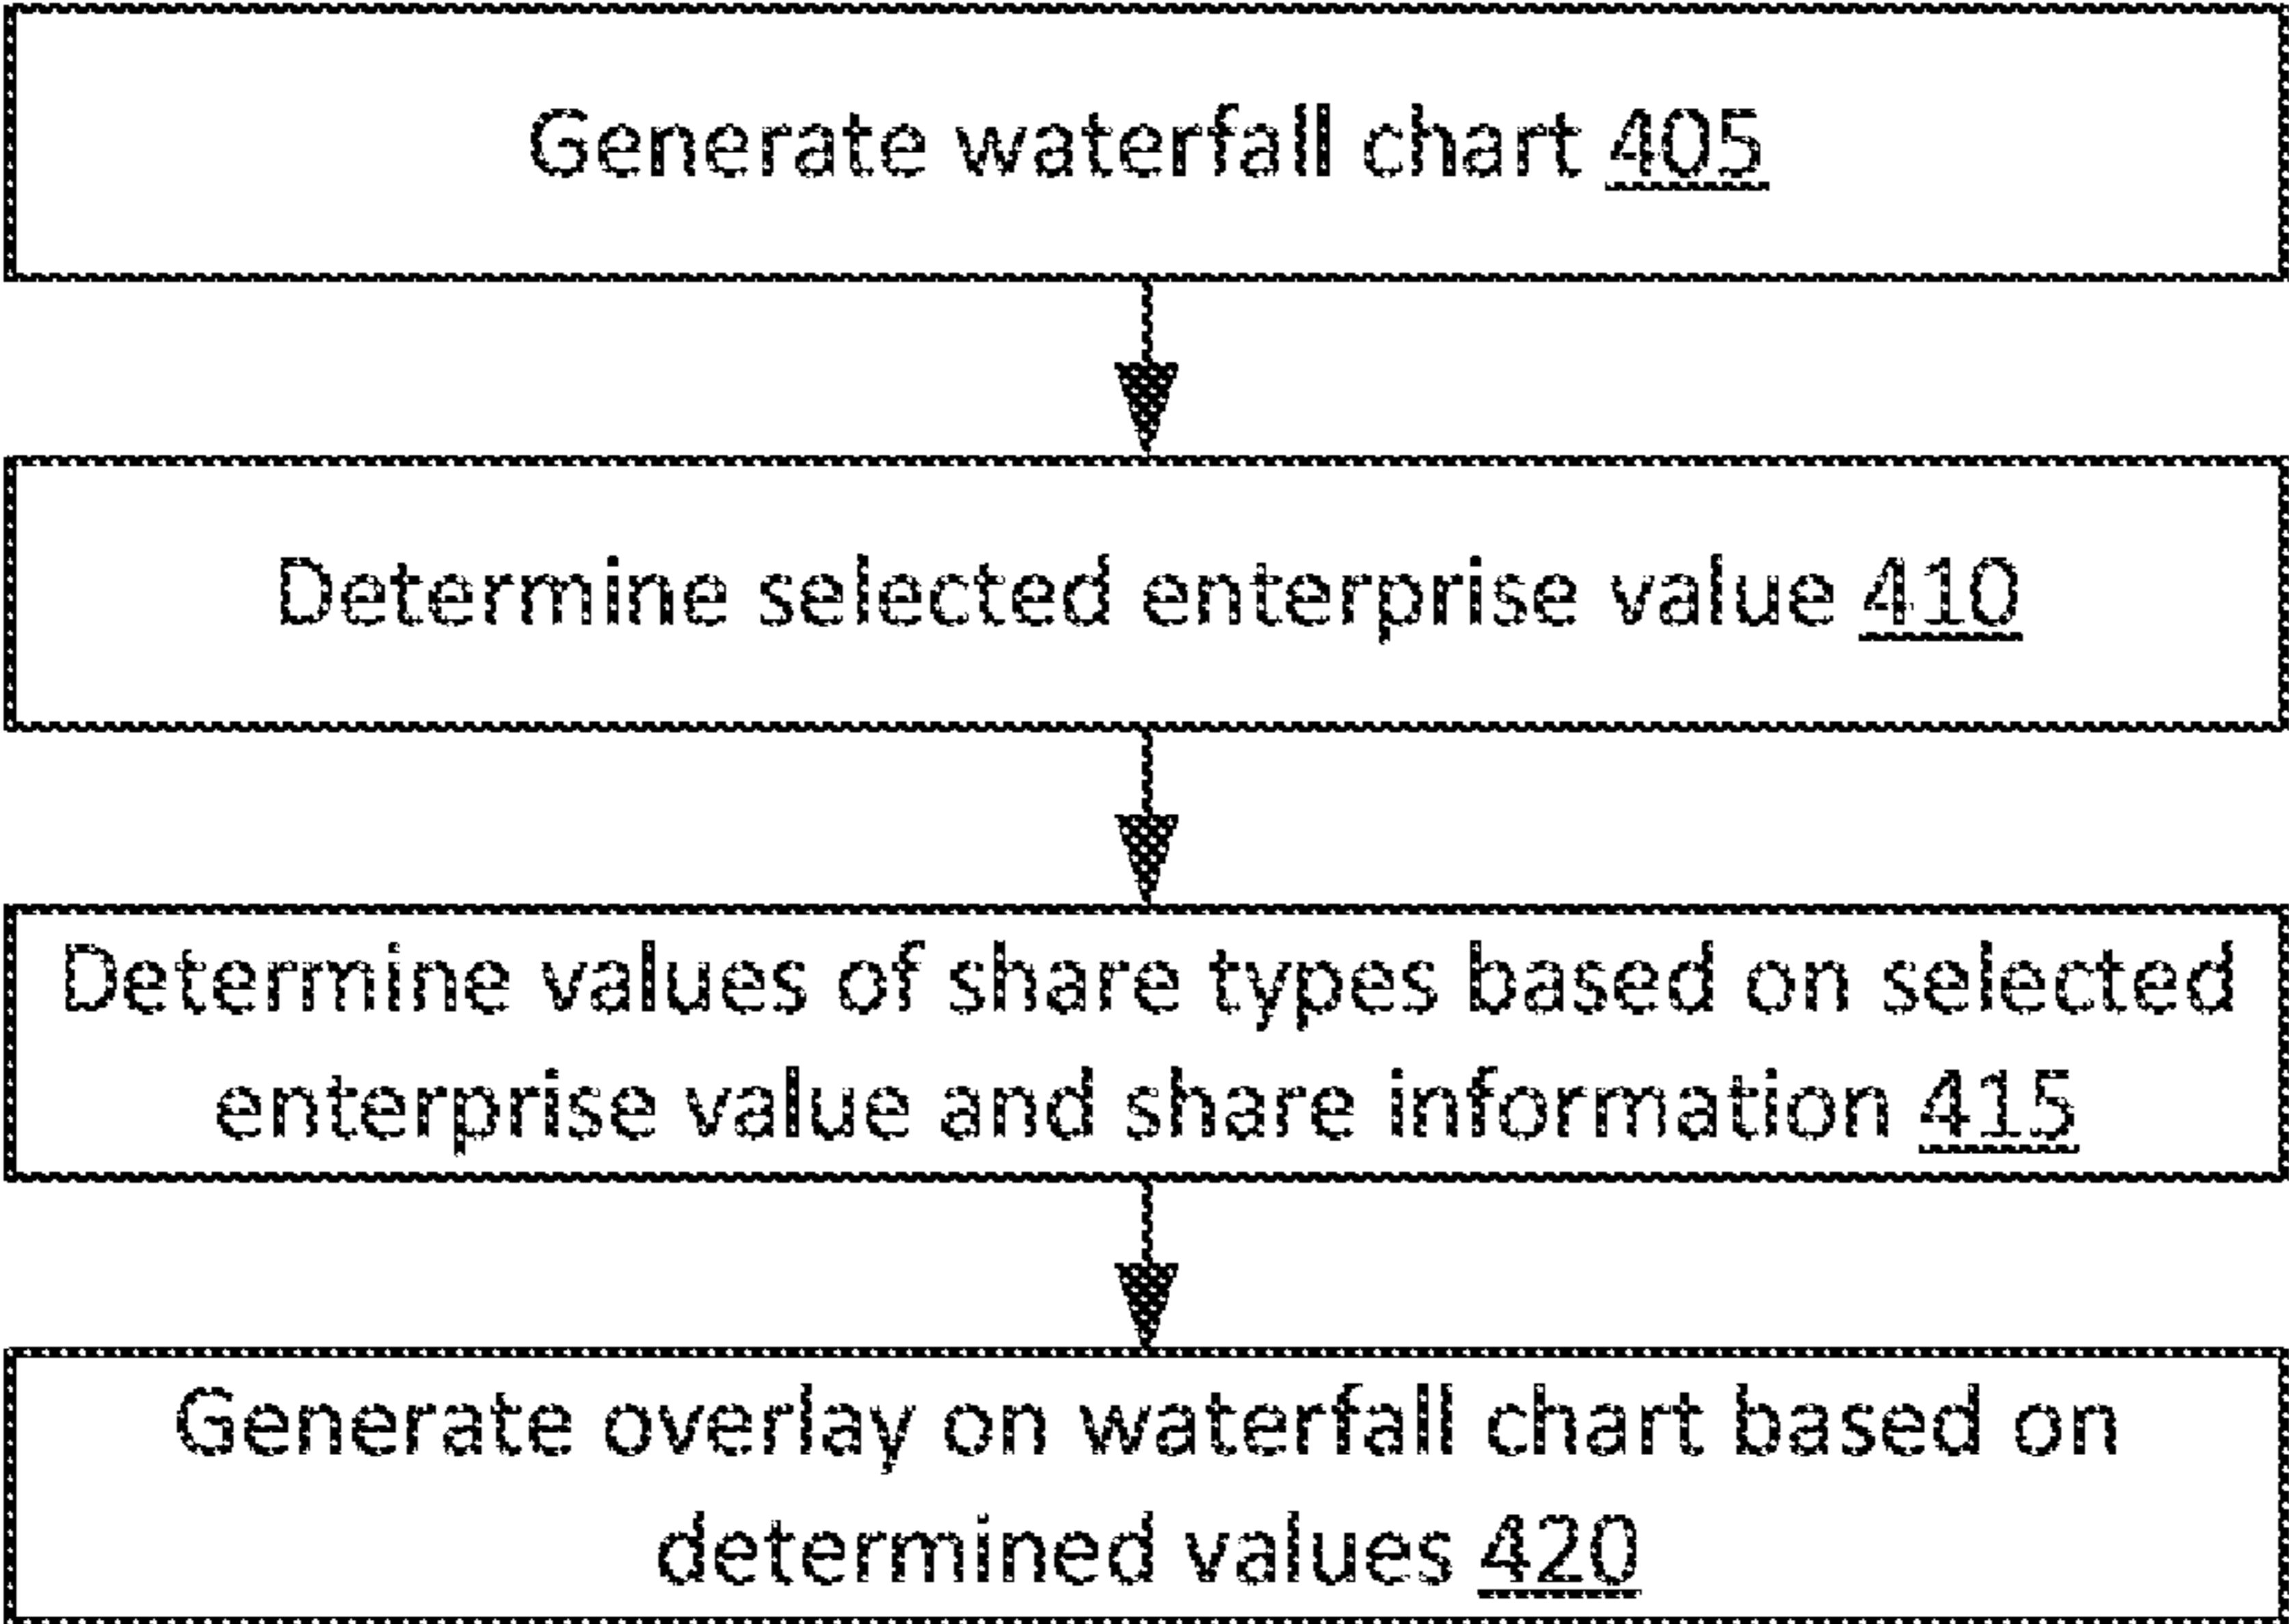 Generate waterfall chart 405
Determine selected enterprise value 410
Determine values of share types based on selected
enterprise value and share information 415
Generate overlay on waterfall chart based on
determined values 420